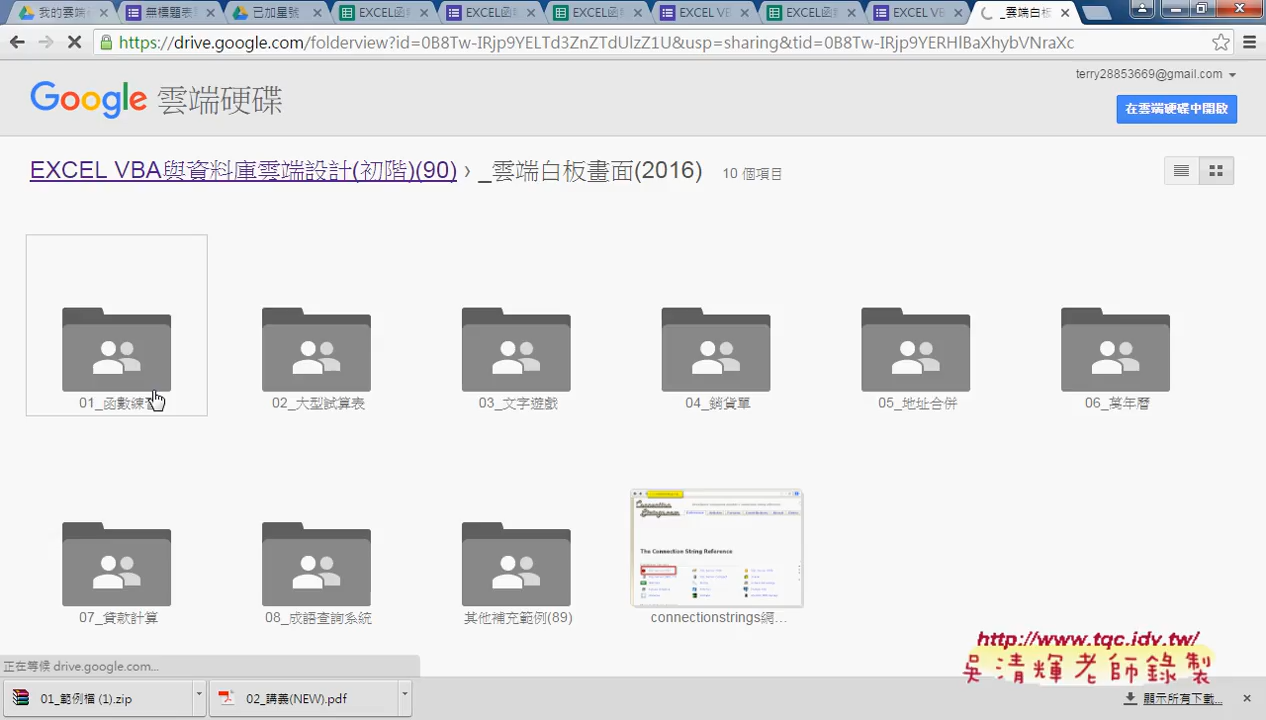 我的雲端
無標題表
已加星號
EXCEL函
EXCEL函
EXCEL函
EXCEL VB
EXCEL函
EXCEL VB
_雲端白板
https://drive.google.com/folderview?id=0B8Tw-IRjp9YELTd3ZnZTdUlzZ1U&usp=sharing&tid=0B8Tw-IRjp9YERHlBaXhybVNraXc
terry28853669@gmail.com
Google 雲端硬碟
在雲端硬碟中開啟
EXCEL VBA與資料庫雲端設計(初階)(90) › _雲端白板畫面(2016) 10 個項目
01_函數練
02_大型試算表
03_文字遊戲
04_銷貨單
05_地址合併
06_萬年曆
The Connection String Reference
07_貸款計算
08_成語查詢系統
其他補充範例(89)
connectionstrings網...
http://www.tqc.idv.tw/
吳清輝老師錄製
正在等候 drive.google.com...
01_範例檔 (1).zip
02_講義(NEW).pdf
顯示所有下載...